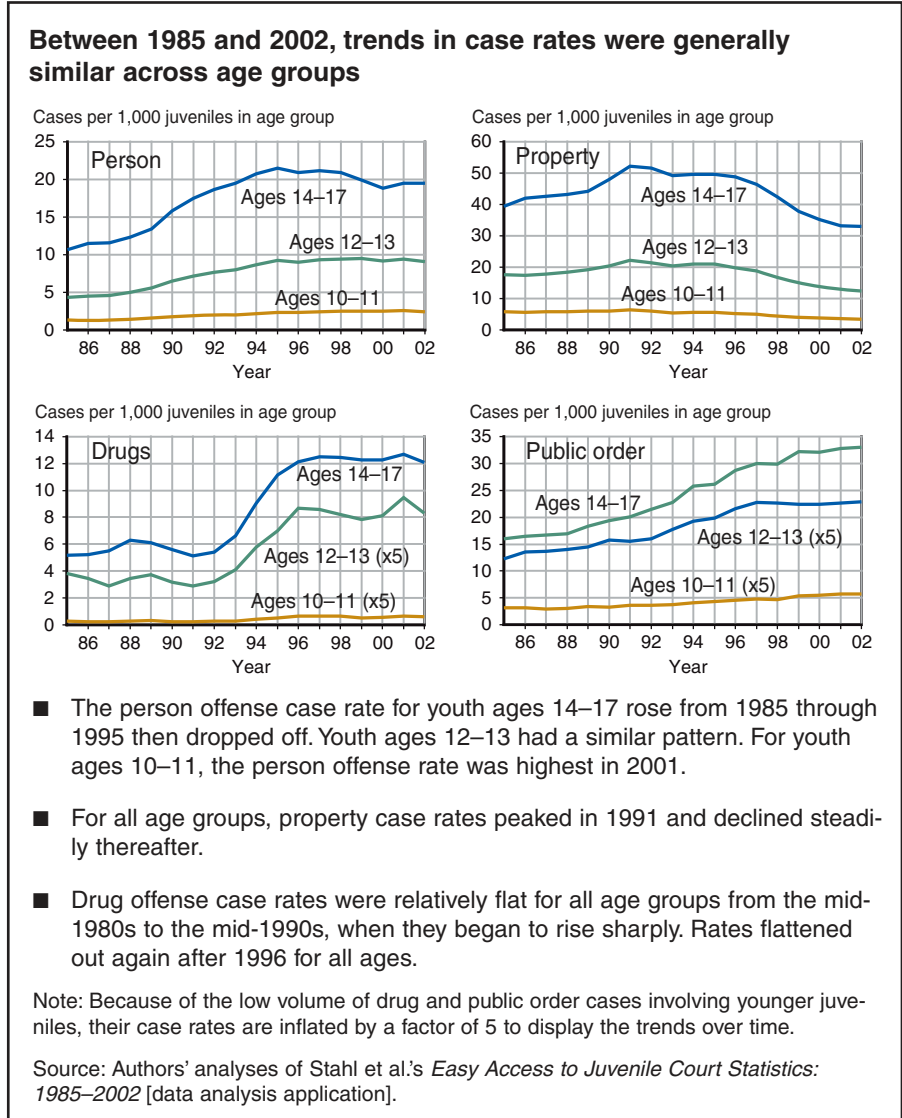 Between 1985 and 2002, trends in case rates were generally
similar across age groups
Cases per 1,000 juveniles in age group
25
20
15
10
5
0
Person
Ages 14–17
Ages 12–13
Ages 10–11
86 88 90 92 94 96 98 00 02
Year
Cases per 1,000 juveniles in age group
60
50
40
30
20
10
0
Property
Ages 14–17
Ages 12–13
Ages 10–11
86 88 90 92 94 96 98 00 02
Year
Cases per 1,000 juveniles in age group
14
12
10
8
6
4
2
0
Drugs
Ages 14–17
Ages 12–13 (x5)
Ages 10–11 (x5)
86 88 90 92 94 96 98 00 02
Year
Cases per 1,000 juveniles in age group
35
30
25
20
15
10
5
0
Public order
Ages 14–17
Ages 12–13 (x5)
Ages 10–11 (x5)
86 88 90 92 94 96 98 00 02
Year
■ The person offense case rate for youth ages 14–17 rose from 1985 through
1995 then dropped off. Youth ages 12–13 had a similar pattern. For youth
ages 10–11, the person offense rate was highest in 2001.
■ For all age groups, property case rates peaked in 1991 and declined steadi-
ly thereafter.
■ Drug offense case rates were relatively flat for all age groups from the mid-
1980s to the mid-1990s, when they began to rise sharply. Rates flattened
out again after 1996 for all ages.
Note: Because of the low volume of drug and public order cases involving younger juve-
niles, their case rates are inflated by a factor of 5 to display the trends over time.
Source: Authors' analyses of Stahl et al.'s Easy Access to Juvenile Court Statistics:
1985–2002 [data analysis application].